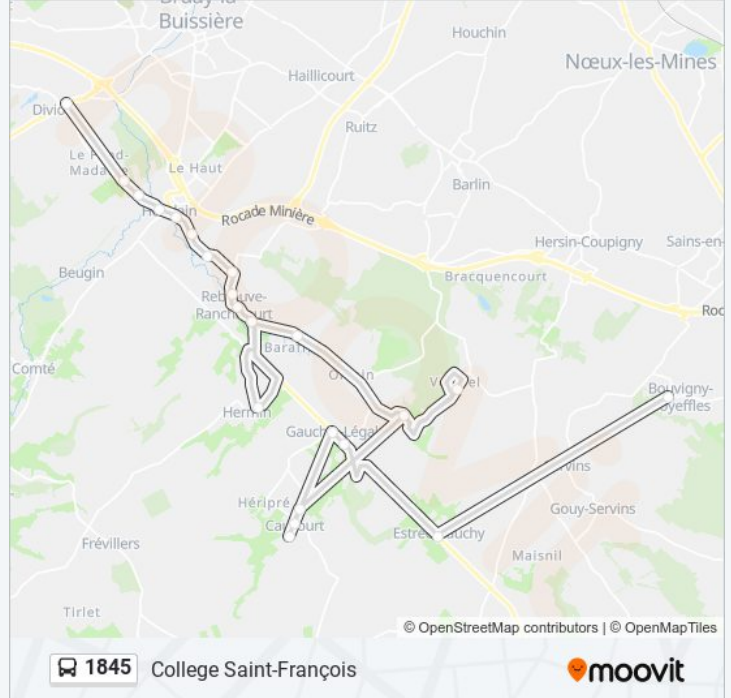 Bruay-la-
Buissière
Houchin
Nœux-les-Mines
Haillicourt
Divion
Ruitz
Le Haut
Barlin
Rocade Minière
Hersin-Coupigny
Sains-en-
Beugin
Bracquencourt
Roc
Ranchicourt
Comté
Bouvigny-
Hermin
Héripré
Gouy-Servins
Frévillers
Maisnil
Tirlet
© OpenStreetMap contributors | © OpenMapTiles
1845 College Saint-François
moovit